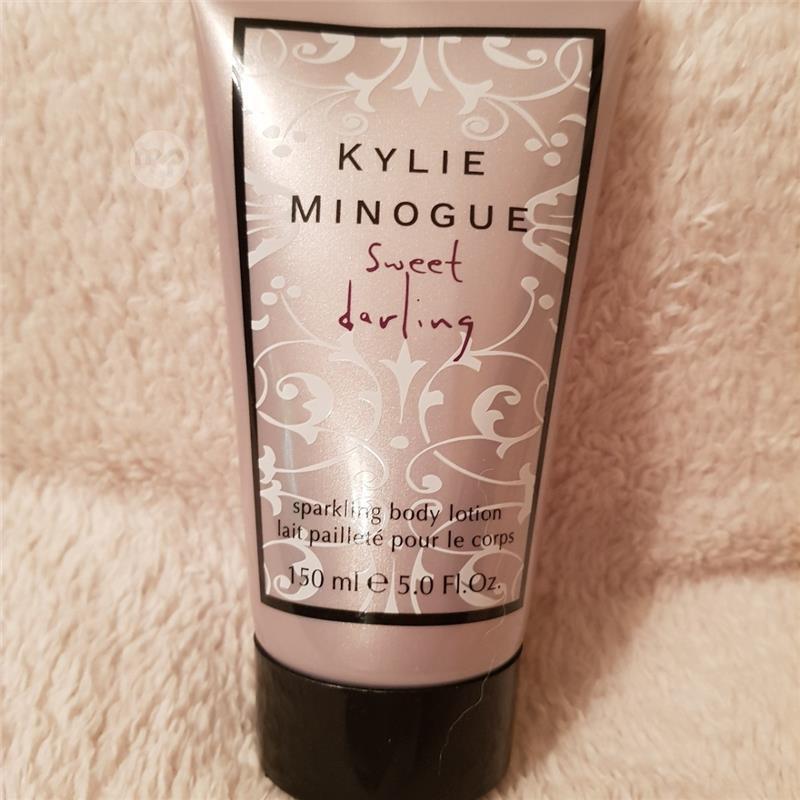 KYLIE
MINOGUE
sweet
darling
sparkling body lotion
lait pailleté pour le corps
150 ml ℮ 5.0 Fl.Oz.